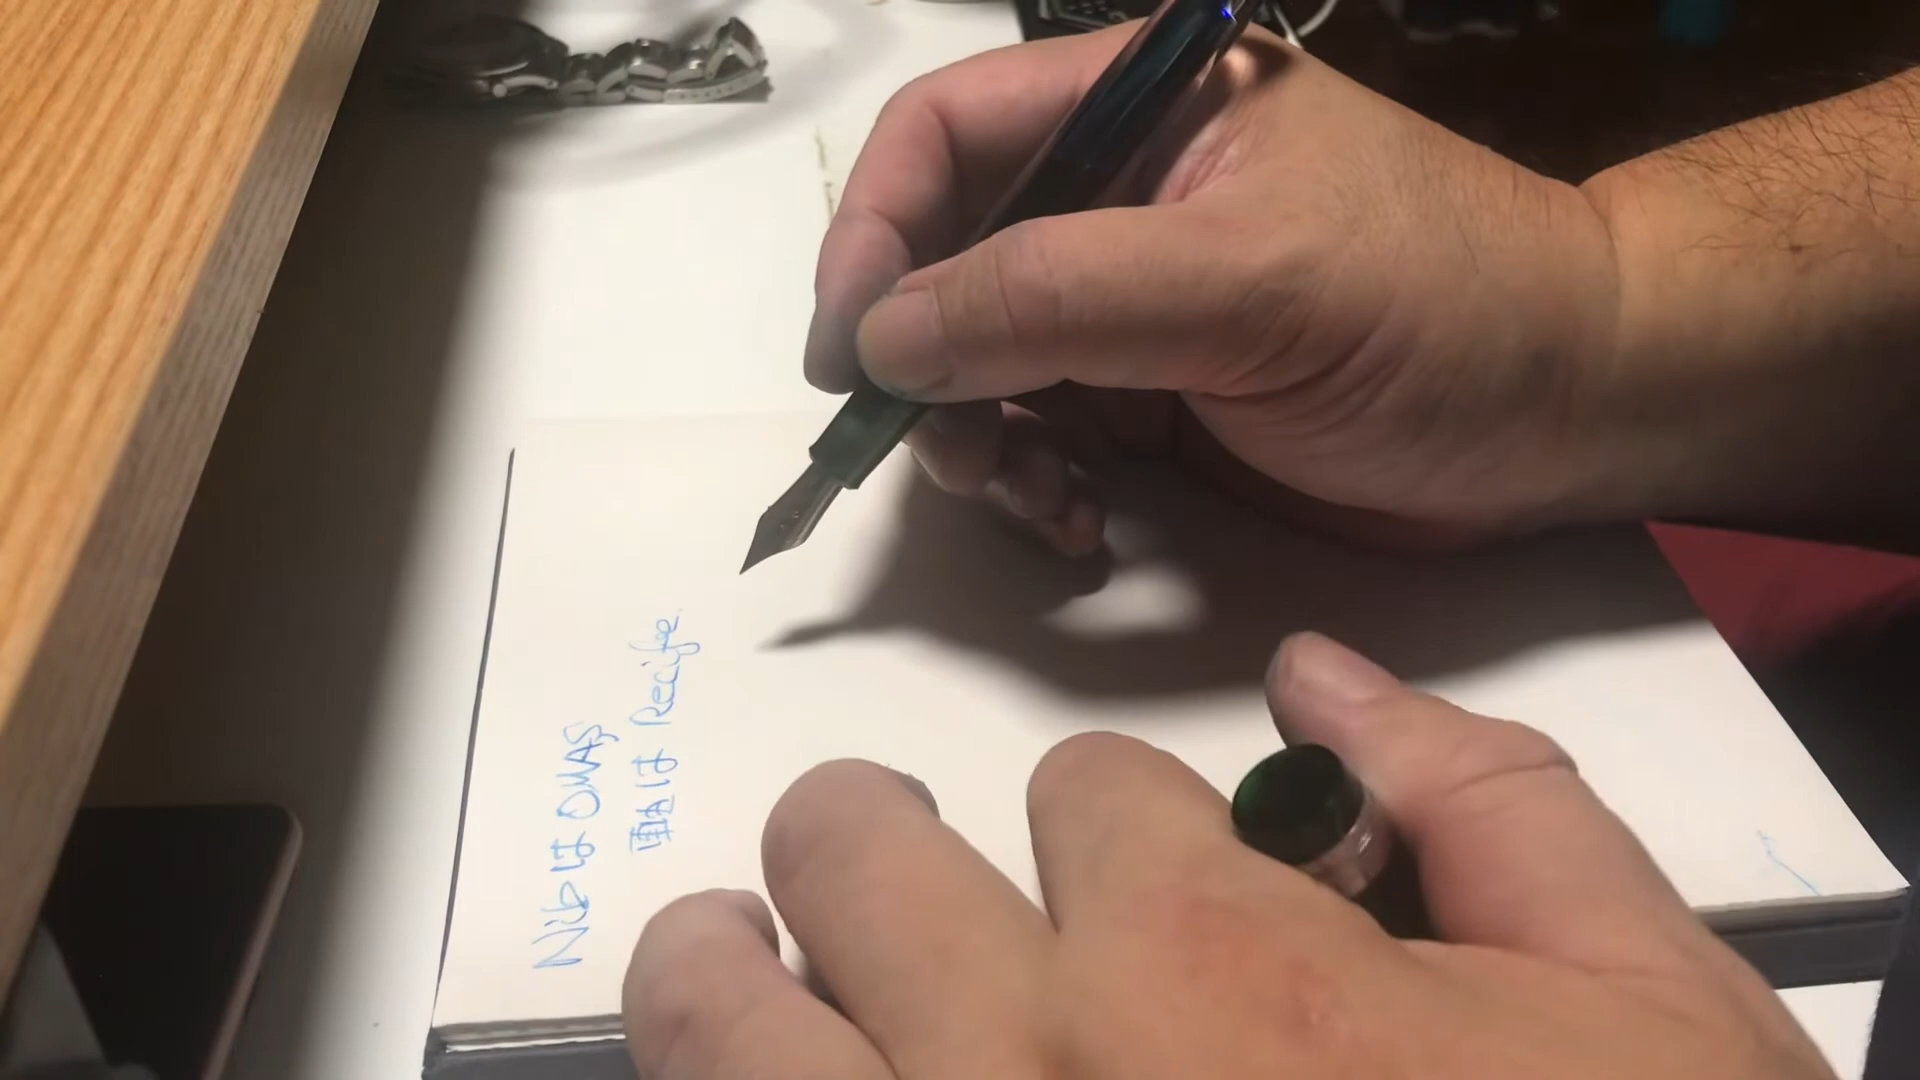 Nib は OMAS
軸は Recife